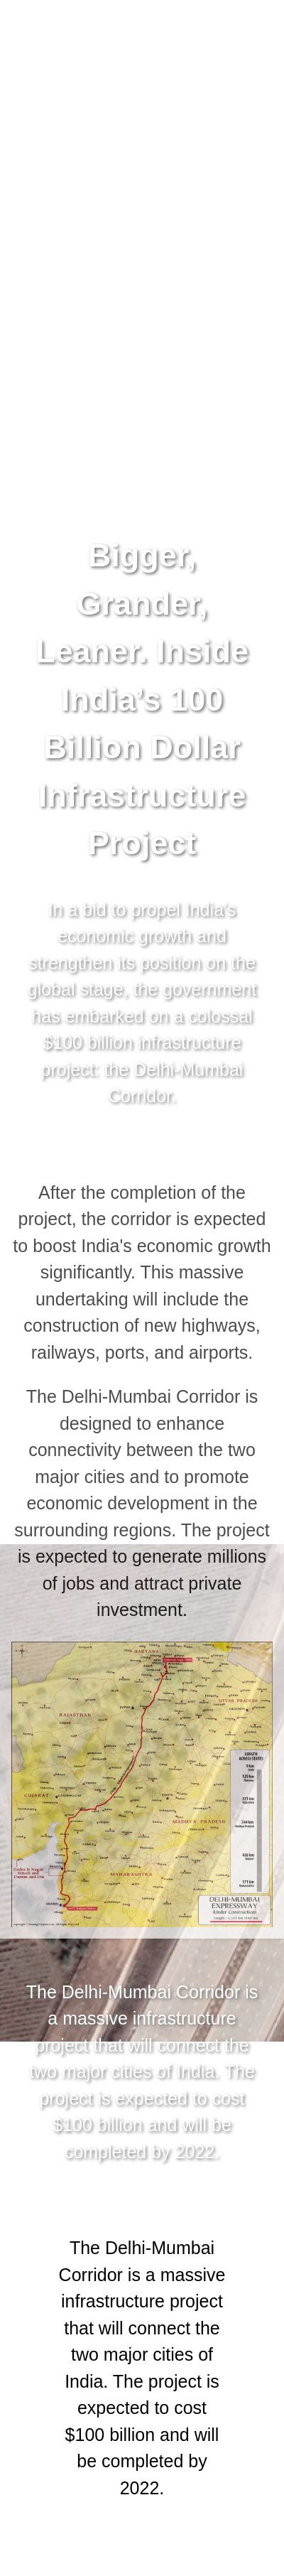 Bigger,
Grander,
Leaner. Inside
India's 100
Billion Dollar
Infrastructure
Project
In a bid to propel India's
economic growth and
strengthen its position on the
global stage, the government
has embarked on a colossal
$100 billion infrastructure
project: the Delhi-Mumbai
Corridor.
After the completion of the
project, the corridor is expected
to boost India's economic growth
significantly. This massive
undertaking will include the
construction of new highways,
railways, ports, and airports.
The Delhi-Mumbai Corridor is
designed to enhance
connectivity between the two
major cities and to promote
economic development in the
surrounding regions. The project
is expected to generate millions
of jobs and attract private
investment.
HARYANA
UTTAR PRADESH
RAJASTHAN
GUJARAT
MADHYA PRADESH
MAHARASHTRA
DELHI-MUMBAI
EXPRESSWAY
(Under Construction)
The Delhi-Mumbai Corridor is
a massive infrastructure
project that will connect the
two major cities of India. The
project is expected to cost
$100 billion and will be
completed by 2022.
The Delhi-Mumbai
Corridor is a massive
infrastructure project
that will connect the
two major cities of
India. The project is
expected to cost
$100 billion and will
be completed by
2022.